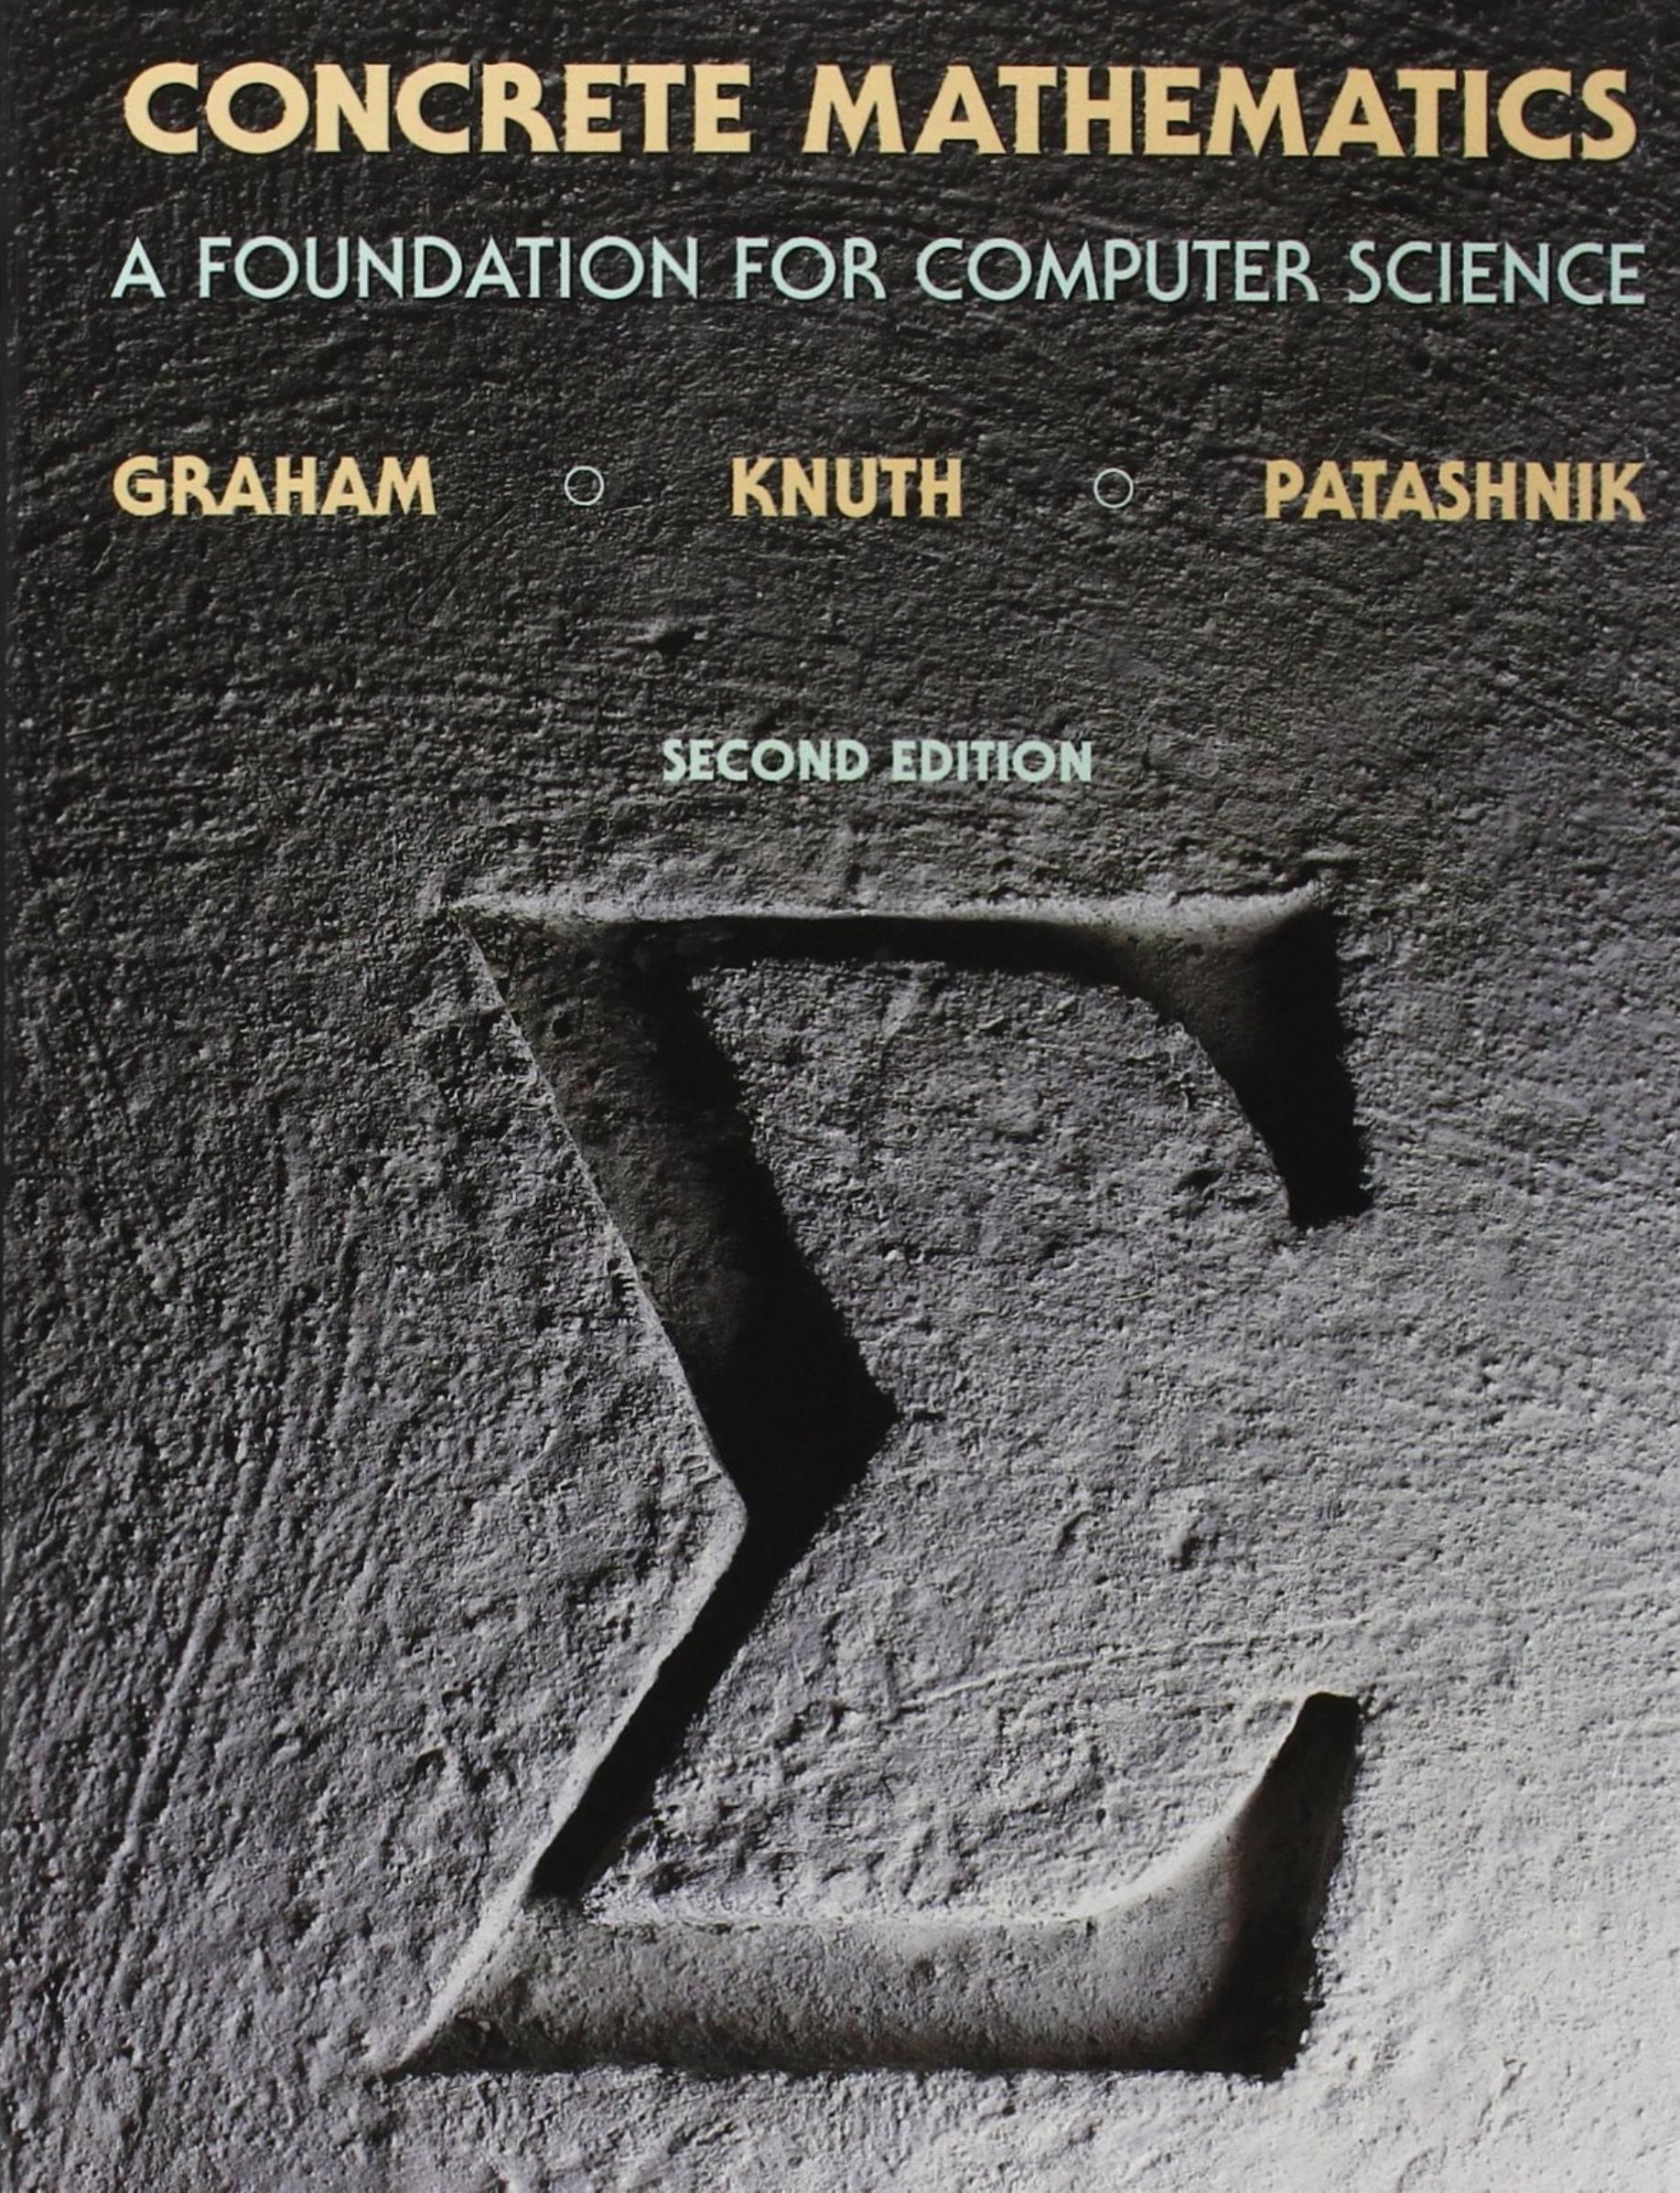 CONCRETE MATHEMATICS
A FOUNDATION FOR COMPUTER SCIENCE
GRAHAM ○ KNUTH ○ PATASHNIK
SECOND EDITION
Σ